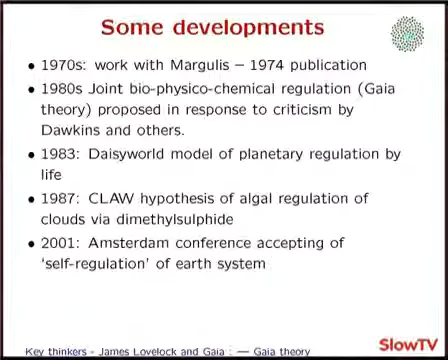 Some developments
• 1970s: work with Margulis – 1974 publication
• 1980s Joint bio-physico-chemical regulation (Gaia
theory) proposed in response to criticism by
Dawkins and others.
• 1983: Daisyworld model of planetary regulation by
life
• 1987: CLAW hypothesis of algal regulation of
clouds via dimethylsulphide
• 2001: Amsterdam conference accepting of
‘self-regulation’ of earth system
Key thinkers - James Lovelock and Gaia : — Gaia theory
SlowTV